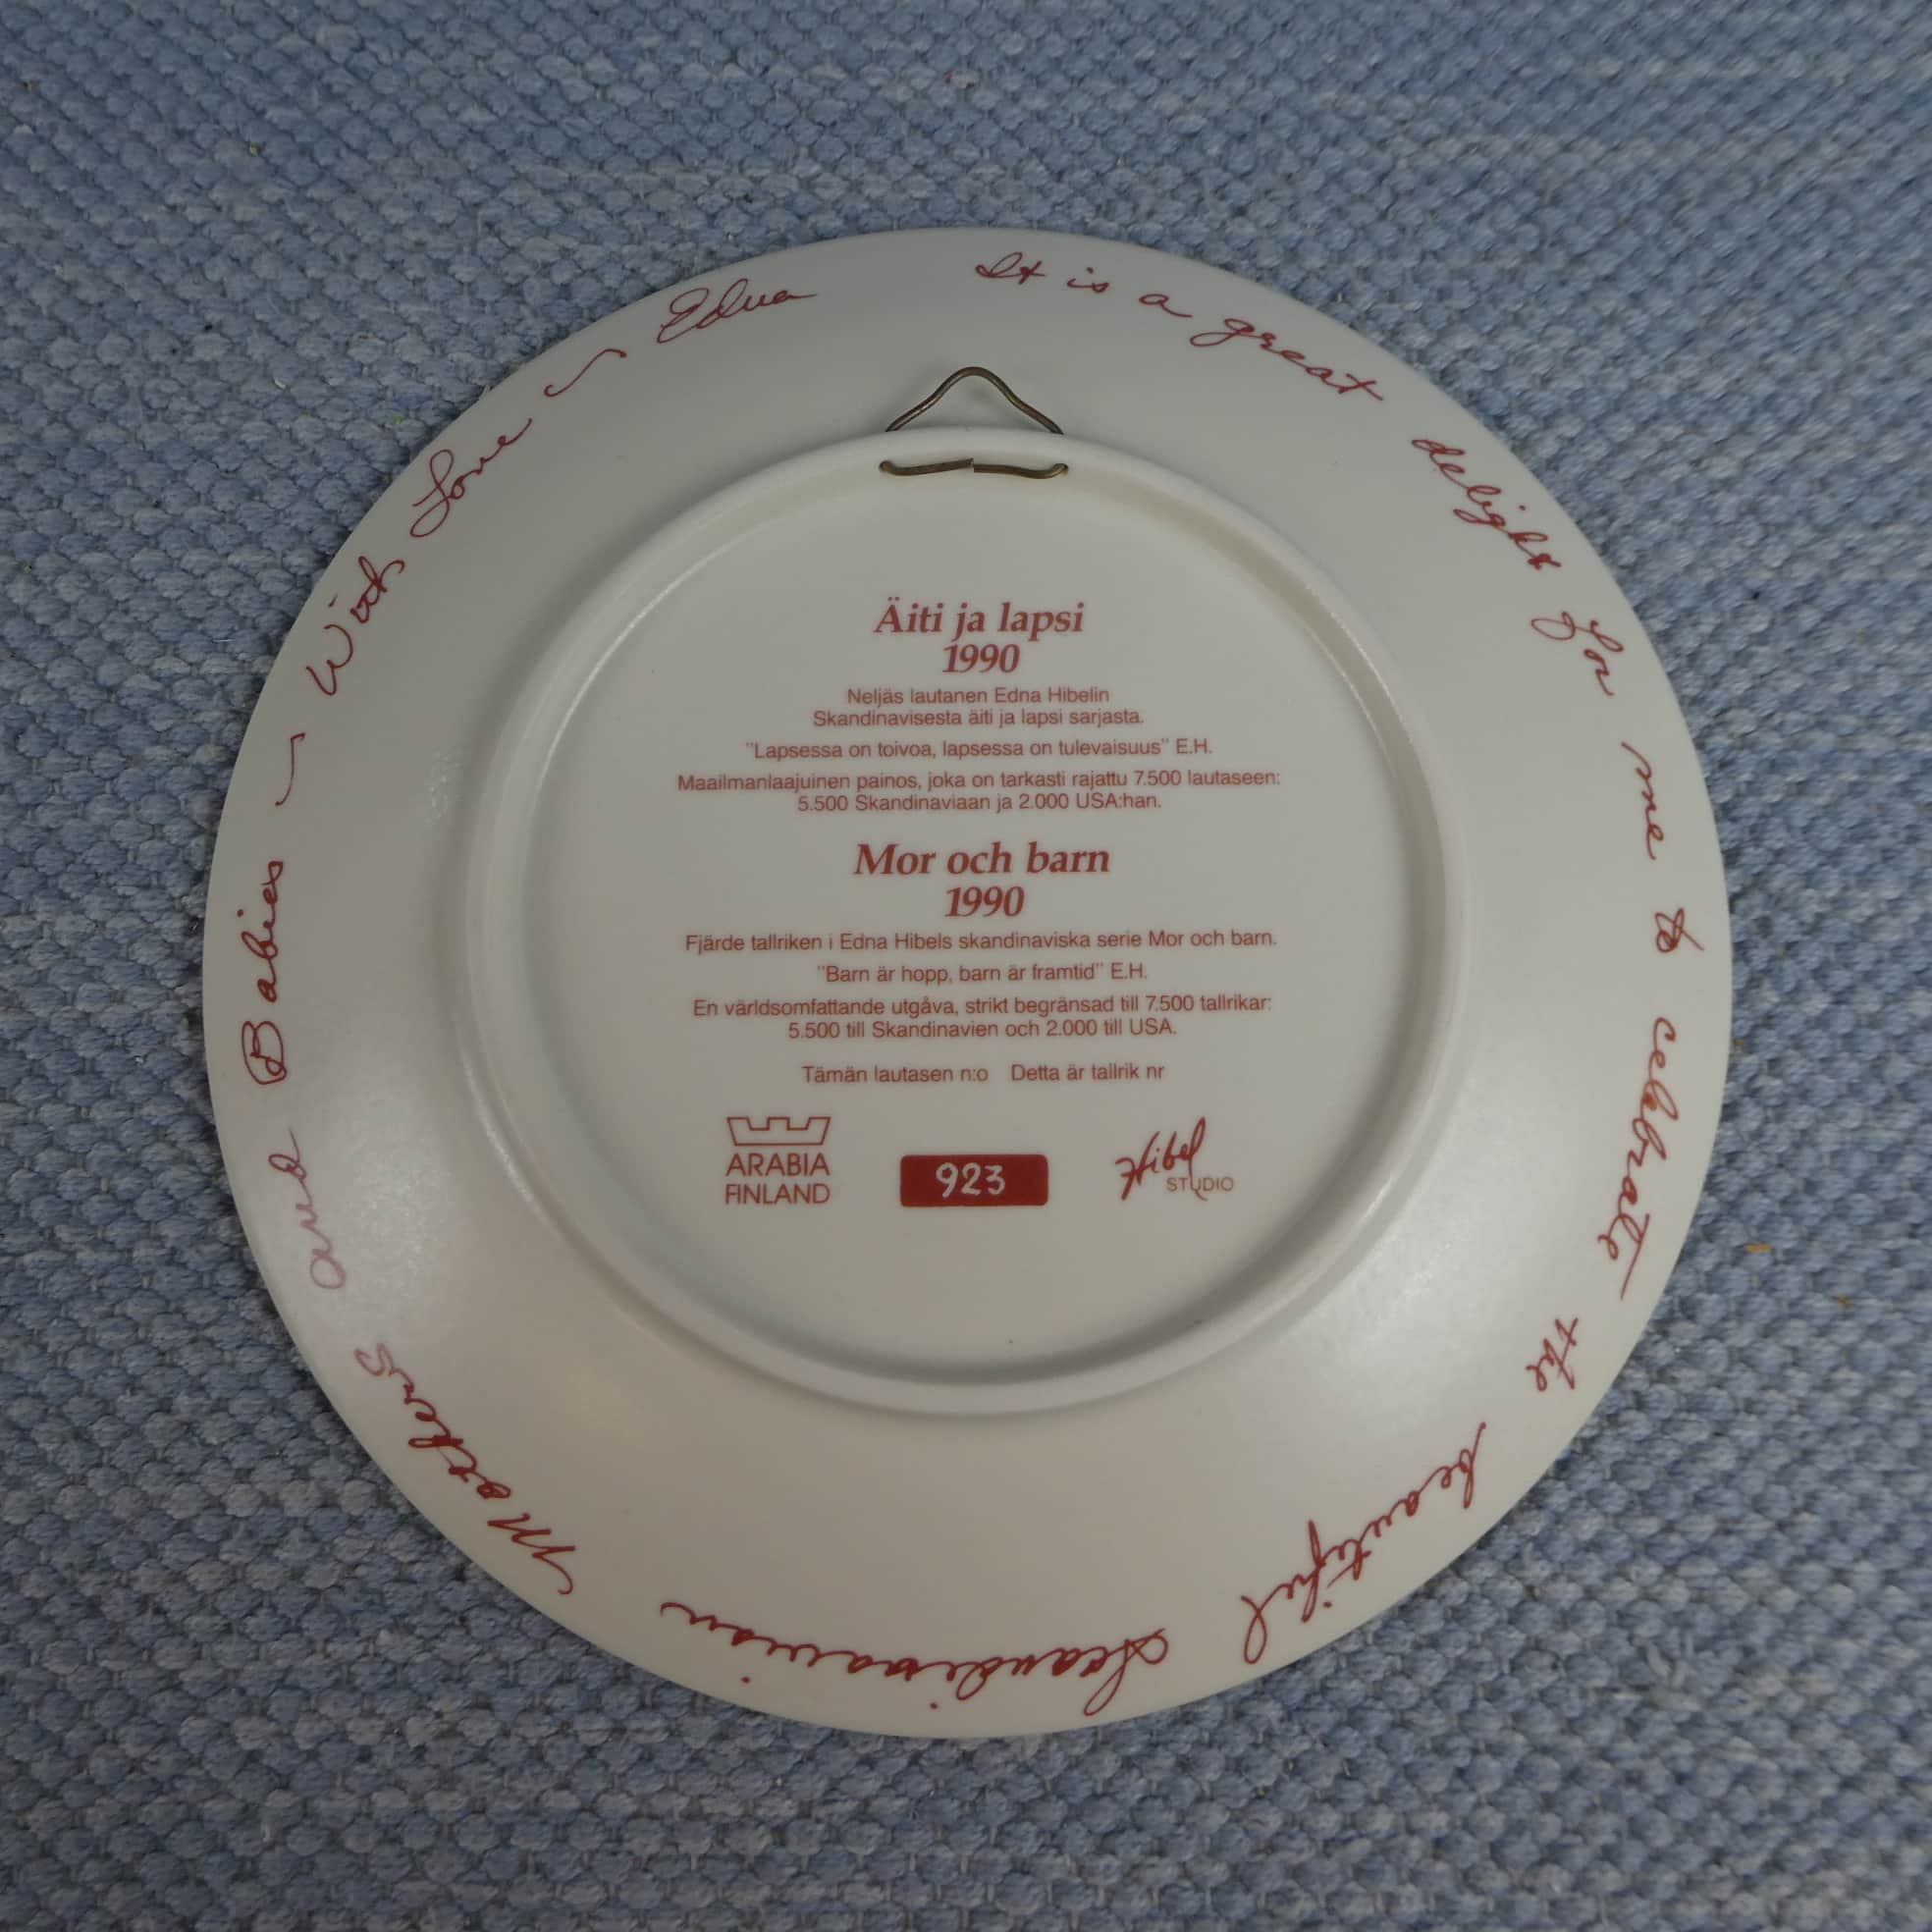 It is a great delight for me to celebrate the beautiful Scandinavian Mothers and Babies — With Love ~ Edna
Äiti ja lapsi
1990
Neljäs lautanen Edna Hibelin
Skandinavisesta äiti ja lapsi sarjasta.
"Lapsessa on toivoa, lapsessa on tulevaisuus" E.H.
Maailmanlaajuinen painos, joka on tarkasti rajattu 7.500 lautaseen:
5.500 Skandinaviaan ja 2.000 USA:han.
Mor och barn
1990
Fjärde tallriken i Edna Hibels skandinaviska serie Mor och barn.
"Barn är hopp, barn är framtid" E.H.
En världsomfattande utgåva, strikt begränsad till 7.500 tallrikar:
5.500 till Skandinavien och 2.000 till USA.
Tämän lautasen n:o Detta är tallrik nr
ARABIA
FINLAND
923
Hibel
STUDIO